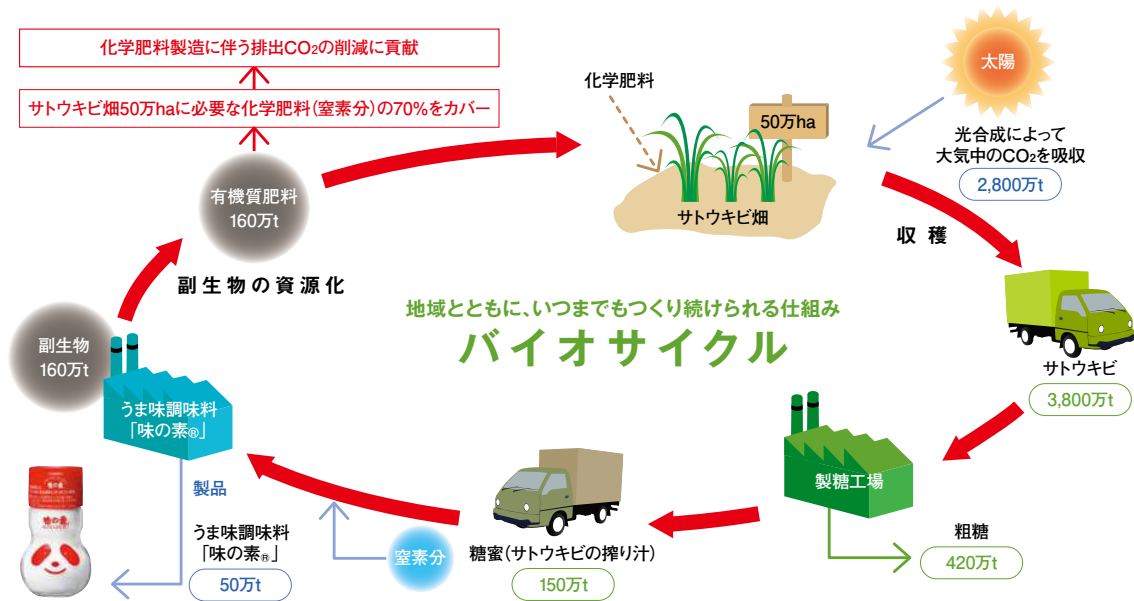 化学肥料製造に伴う排出CO₂の削減に貢献
サトウキビ畑50万haに必要な化学肥料(窒素分)の70%をカバー
有機質肥料
160万t
副生物の資源化
副生物
160万t
うま味調味料
「味の素®」
化学肥料
50万ha
サトウキビ畑
太陽
光合成によって
大気中のCO₂を吸収
2,800万t
収穫
サトウキビ
3,800万t
地域とともに、いつまでもつくり続けられる仕組み
バイオサイクル
製糖工場
粗糖
420万t
糖蜜(サトウキビの搾り汁)
150万t
窒素分
製品
うま味調味料
「味の素®」
50万t
味の素